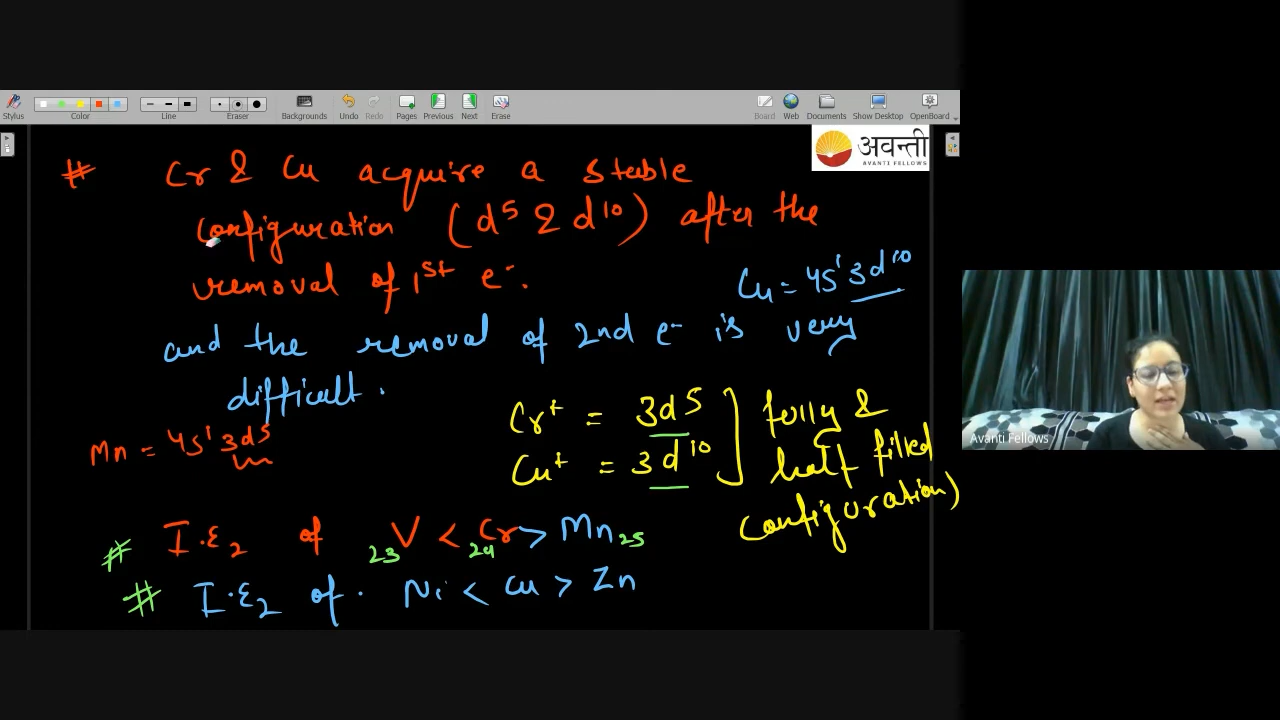 Stylus
Color
Line
Eraser
Backgrounds
Undo
Redo
Pages
Previous
Next
Erase
Board
Web
Documents
Show Desktop
OpenBoard
अवन्ती
AVANTI FELLOWS
# Cr & Cu acquire a stable
configuration (d⁵ & d¹⁰) after the
removal of 1st e⁻.
Cu = 4s¹ 3d¹⁰
and the removal of 2nd e⁻ is very
difficult.
Mn = 4s¹ 3d5
Cr⁺ = 3d5
Cu⁺ = 3d¹⁰
] fully &
half filled
configuration)
# I.E₂ of ₂₃V < ₂₄Cr > Mn₂₅
# I.E₂ of. Ni < Cu > Zn
Avanti Fellows